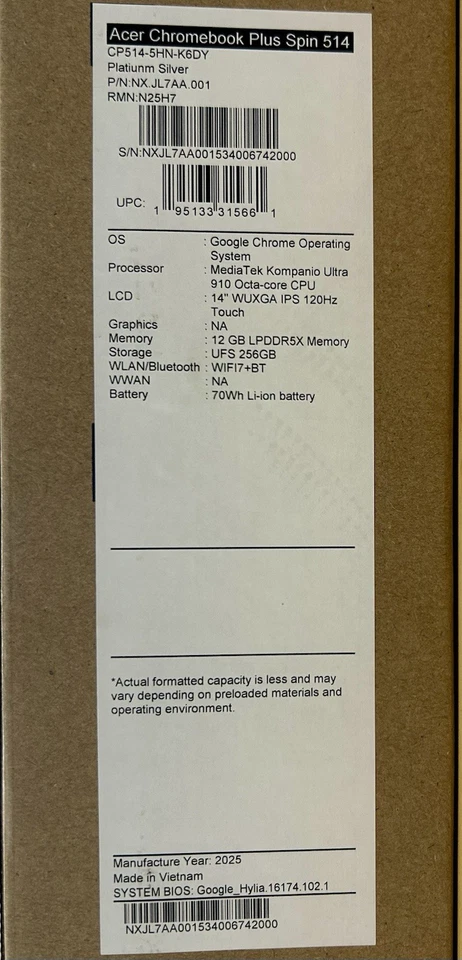 Acer Chromebook Plus Spin 514
CP514-5HN-K6DY
Platiunm Silver
P/N:NX.JL7AA.001
RMN:N25H7
S/N:NXJL7AA001534006742000
UPC: 1 95133 31566 1
OS : Google Chrome Operating
System
Processor : MediaTek Kompanio Ultra
910 Octa-core CPU
LCD : 14" WUXGA IPS 120Hz
Touch
Graphics : NA
Memory : 12 GB LPDDR5X Memory
Storage : UFS 256GB
WLAN/Bluetooth : WIFI7+BT
WWAN : NA
Battery : 70Wh Li-ion battery
*Actual formatted capacity is less and may
vary depending on preloaded materials and
operating environment.
Manufacture Year: 2025
Made in Vietnam
SYSTEM BIOS: Google_Hylia.16174.102.1
NXJL7AA001534006742000